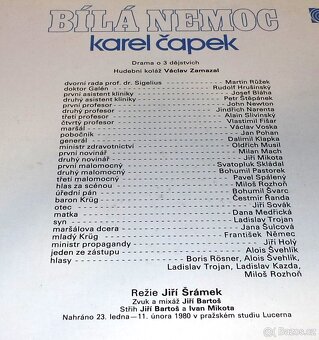 BÍLÁ NEMOC
karel čapek
Drama o 3 dějstvích
Hudební koláž Václav Zamazal
dvorní rada prof. dr. Sigelius Martin Růžek
doktor Galén Rudolf Hrušínský
první asistent kliniky Josef Bláha
druhý asistent kliniky Petr Štěpánek
první profesor John Newton
druhý profesor Jindřich Narenta
třetí profesor Alain Slivinský
čtvrtý profesor Vlastimil Fišar
maršál Václav Voska
pobočník Jan Pohan
generál Dalimil Klapka
ministr zdravotnictví Oldřich Musil
první novinář Milan Mach
druhý novinář Jiří Mikota
první malomocný Svatopluk Skládal
druhý malomocný Bohumil Pastorek
třetí malomocný Pavel Spálený
hlas za scénou Miloš Rozhoň
úřední pán Bohumil Švarc
baron Krüg Čestmír Řanda
otec Jiří Sovák
matka Dana Medřická
syn Ladislav Trojan
maršálova dcera Jana Šulcová
mladý Krüg František Němec
ministr propagandy Jiří Holý
jeden ze zástupu Alois Švehlík
hlasy Boris Rösner, Alois Švehlík,
Ladislav Trojan, Ladislav Kazda,
Miloš Rozhoň
Režie Jiří Šrámek
Zvuk a mixáž Jiří Bartoš
Střih Jiří Bartoš a Ivan Mikota
Nahráno 23. ledna—11. února 1980 v pražském studiu Lucerna